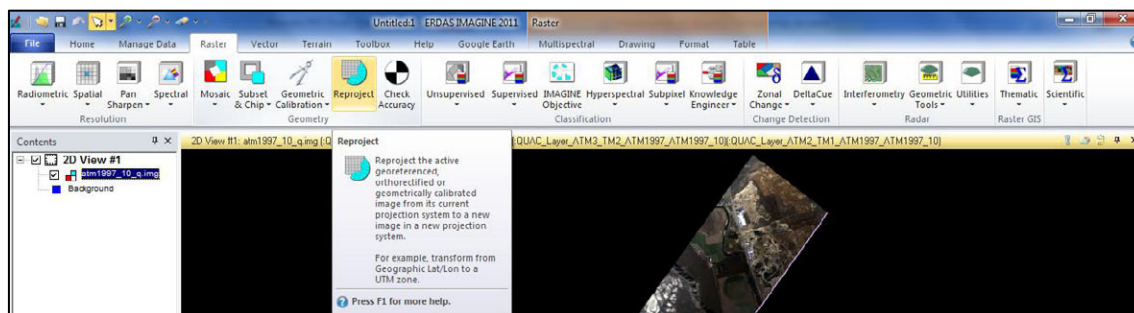 Untitled:1 ERDAS IMAGINE 2011 Raster
File Home Manage Data Raster Vector Terrain Toolbox Help Google Earth Multispectral Drawing Format Table
Radiometric Spatial Pan Sharpen Spectral Mosaic Subset & Chip Geometric Calibration Reproject Check Accuracy Unsupervised Supervised IMAGINE Objective Hyperspectral Subpixel Knowledge Engineer Zonal Change DeltaCue Interferometry Geometric Tools Utilities Thematic Scientific
Resolution Geometry Classification Change Detection Radar Raster GIS
Contents
2D View #1: atm1997_10_q.img (:Q
:QUAC_Layer_ATM3_TM2_ATM1997_ATM1997_10)(:QUAC_Layer_ATM2_TM1_ATM1997_ATM1997_10)
2D View #1
atm1997_10_q.img
Background
Reproject
Reproject the active
georeferenced,
orthorectified or
geometrically calibrated
image from its current
projection system to a new
image in a new projection
system.
For example, transform from
Geographic Lat/Lon to a
UTM zone.
Press F1 for more help.